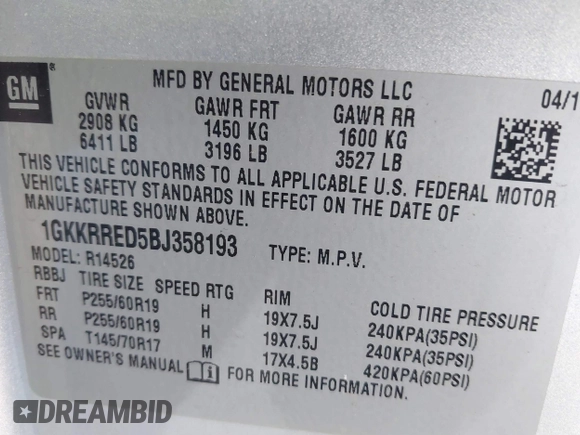 GM
MFD BY GENERAL MOTORS LLC
04/1
GVWR GAWR FRT GAWR RR
2908 KG 1450 KG 1600 KG
6411 LB 3196 LB 3527 LB
THIS VEHICLE CONFORMS TO ALL APPLICABLE U.S. FEDERAL MOTOR
VEHICLE SAFETY STANDARDS IN EFFECT ON THE DATE OF
MANUFACTURE SHOWN ABOVE.
1GKKRRED5BJ358193 TYPE: M.P.V.
MODEL: R14526
RBBJ TIRE SIZE SPEED RTG RIM COLD TIRE PRESSURE
FRT P255/60R19 H 19X7.5J 240KPA(35PSI)
RR P255/60R19 H 19X7.5J 240KPA(35PSI)
SPA T145/70R17 M 17X4.5B 420KPA(60PSI)
SEE OWNER'S MANUAL FOR MORE INFORMATION.
DREAMBID